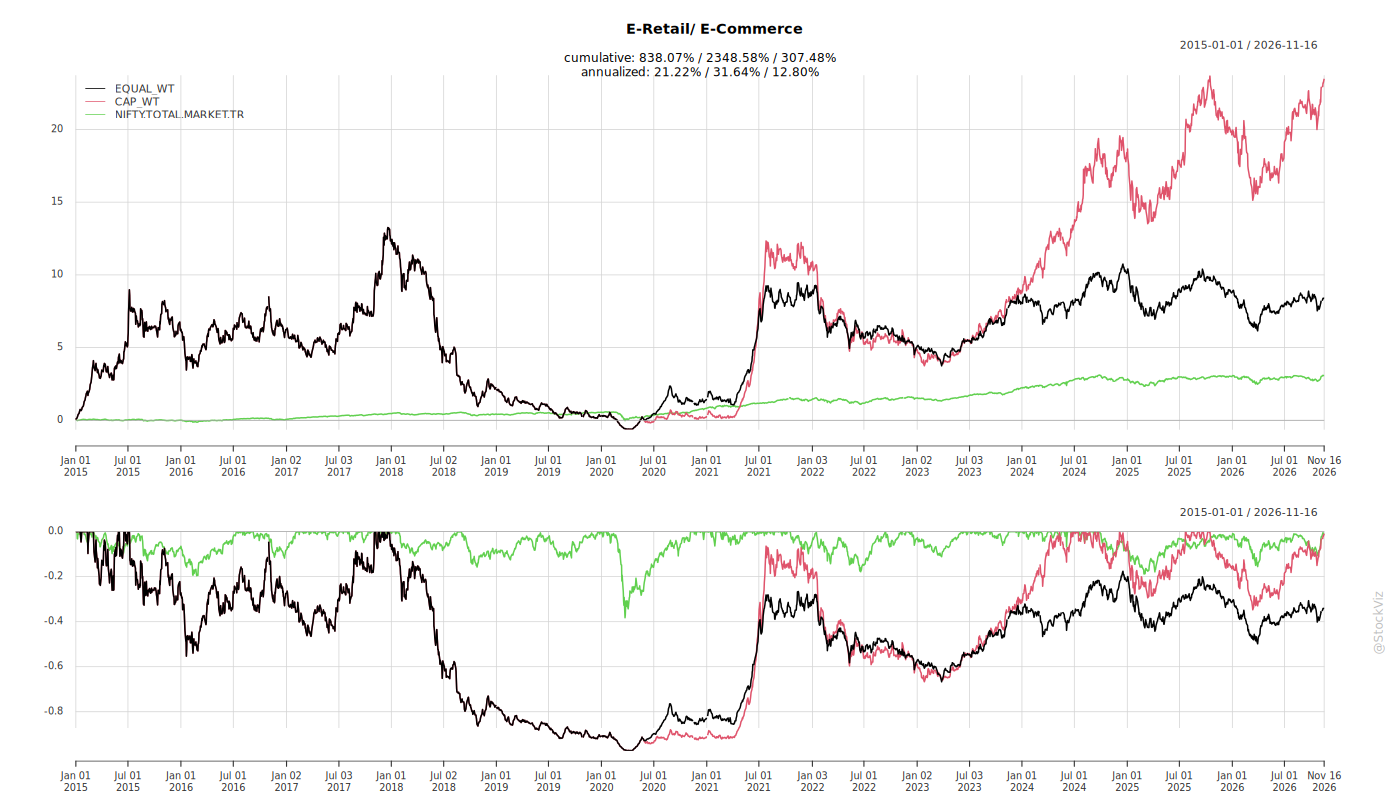 E-Retail/ E-Commerce
2015-01-01 / 2026-11-16
cumulative: 838.07% / 2348.58% / 307.48%
annualized: 21.22% / 31.64% / 12.80%
EQUAL_WT
CAP_WT
NIFTY.TOTAL.MARKET.TR
20
15
10
5
0
Jan 01 Jul 01 Jan 01 Jul 01 Jan 02 Jul 03 Jan 01 Jul 02 Jan 01 Jul 01 Jan 01 Jul 01 Jan 01 Jul 01 Jan 03 Jul 01 Jan 02 Jul 03 Jan 01 Jul 01 Jan 01 Jul 01 Jan 01 Jul 01 Nov 16
2015 2015 2016 2016 2017 2017 2018 2018 2019 2019 2020 2020 2021 2021 2022 2022 2023 2023 2024 2024 2025 2025 2026 2026 2026
2015-01-01 / 2026-11-16
0.0
-0.2
-0.4
-0.6
-0.8
Jan 01 Jul 01 Jan 01 Jul 01 Jan 02 Jul 03 Jan 01 Jul 02 Jan 01 Jul 01 Jan 01 Jul 01 Jan 01 Jul 01 Jan 03 Jul 01 Jan 02 Jul 03 Jan 01 Jul 01 Jan 01 Jul 01 Jan 01 Jul 01 Nov 16
2015 2015 2016 2016 2017 2017 2018 2018 2019 2019 2020 2020 2021 2021 2022 2022 2023 2023 2024 2024 2025 2025 2026 2026 2026
@StockViz